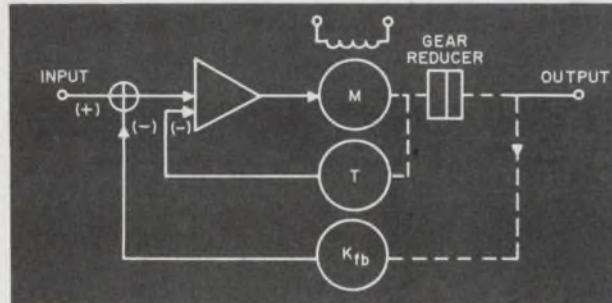 GEAR
REDUCER
INPUT
OUTPUT
(+)
(-)
(-)
M
T
Kfb